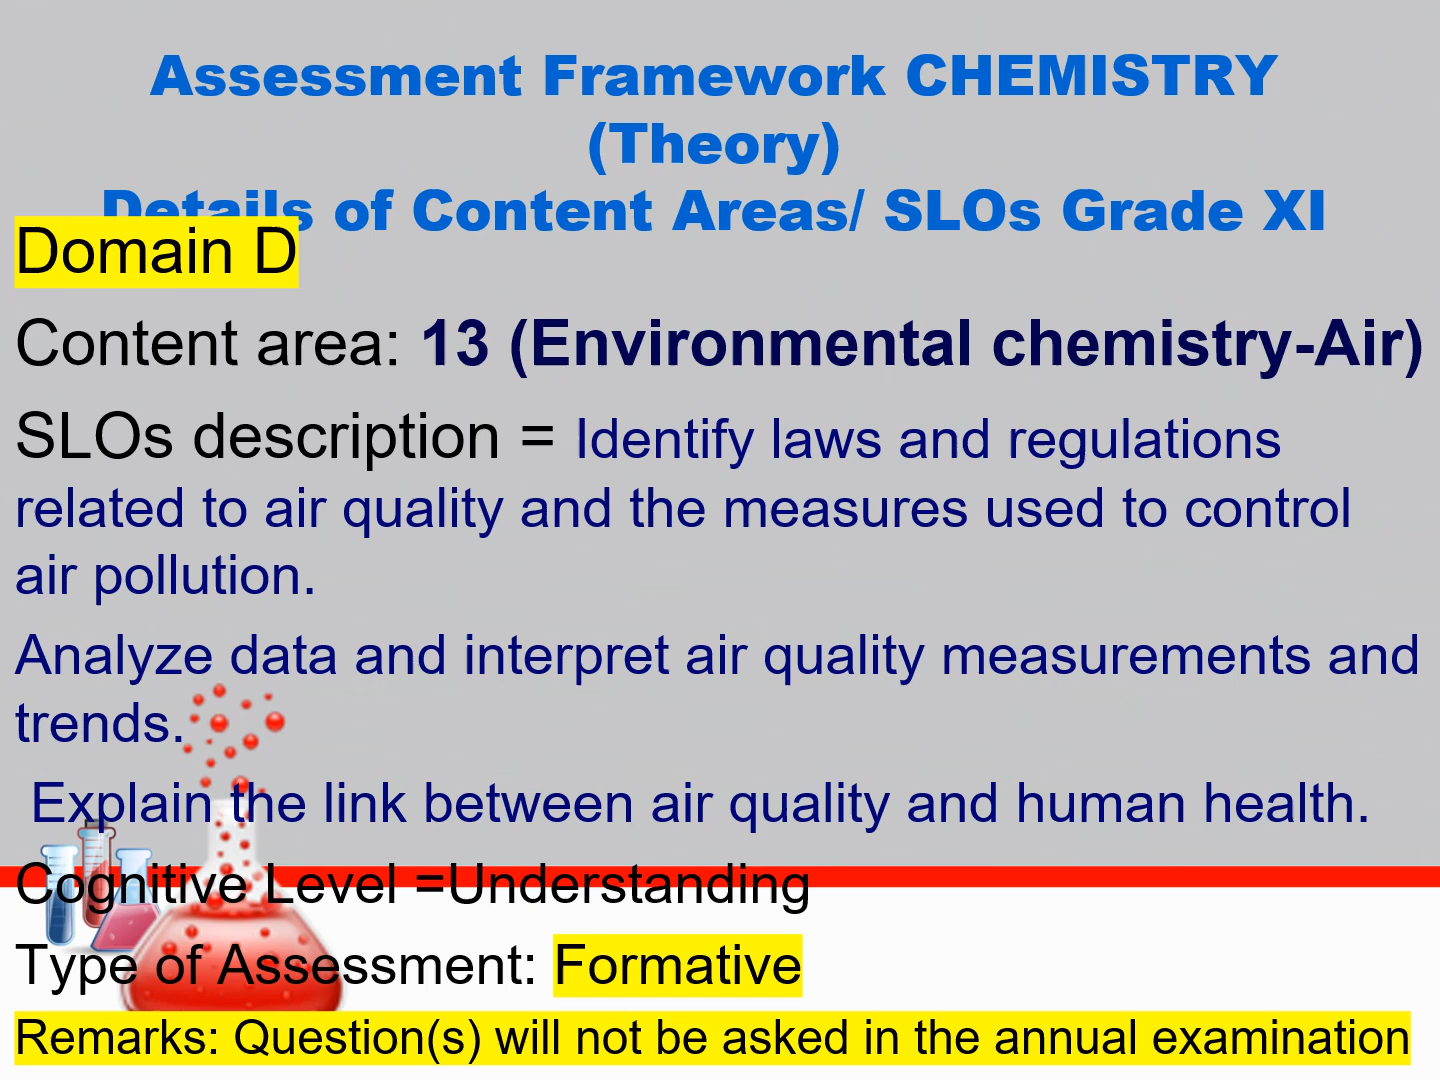 Assessment Framework CHEMISTRY
(Theory)
Details of Content Areas/ SLOs Grade XI
Domain D
Content area: 13 (Environmental chemistry-Air)
SLOs description = Identify laws and regulations
related to air quality and the measures used to control
air pollution.
Analyze data and interpret air quality measurements and
trends.
Explain the link between air quality and human health.
Cognitive Level =Understanding
Type of Assessment: Formative
Remarks: Question(s) will not be asked in the annual examination